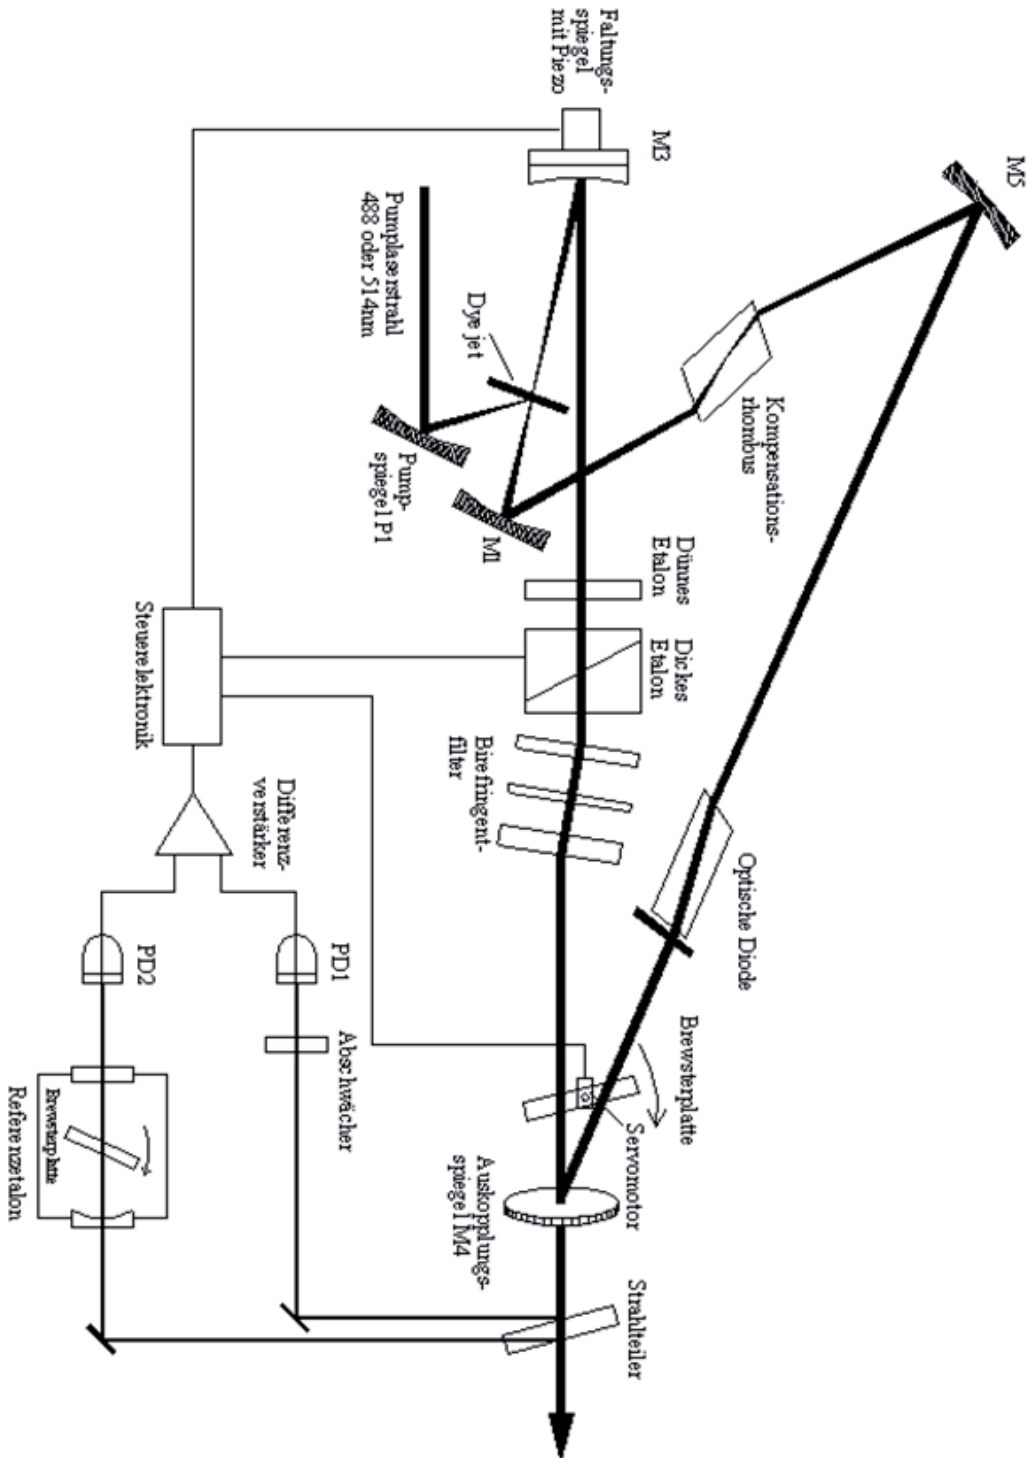 M5
M3
Faltungs-
spiegel
mit Piezo
Kompensations-
rhombus
Pumplaserstrahl
488 oder 514nm
Dye jet
Pump-
spiegel P1
M1
Dünnes
Etalon
Dickes
Etalon
Birefringent-
filter
Optische Diode
Brewsterplatte
Servomotor
Auskopplungs-
spiegel M4
Strahlteiler
Steuerelektronik
Differenz-
verstärker
PD1
PD2
Abschwächer
Brewsterplatte
Referenzetalon